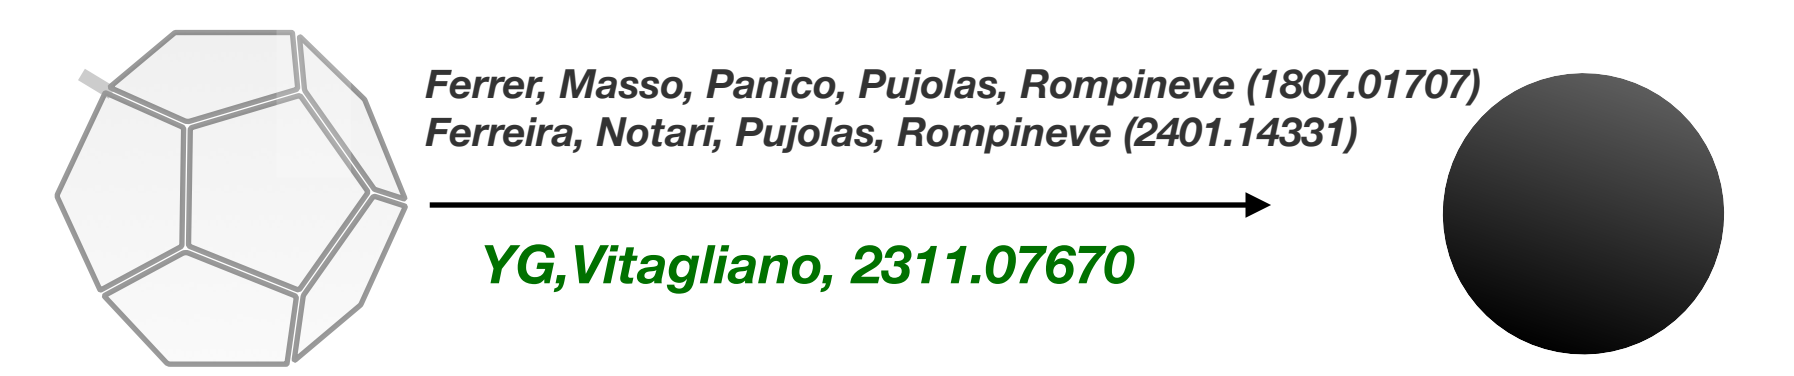 Ferrer, Masso, Panico, Pujolas, Rompineve (1807.01707)
Ferreira, Notari, Pujolas, Rompineve (2401.14331)
YG,Vitagliano, 2311.07670